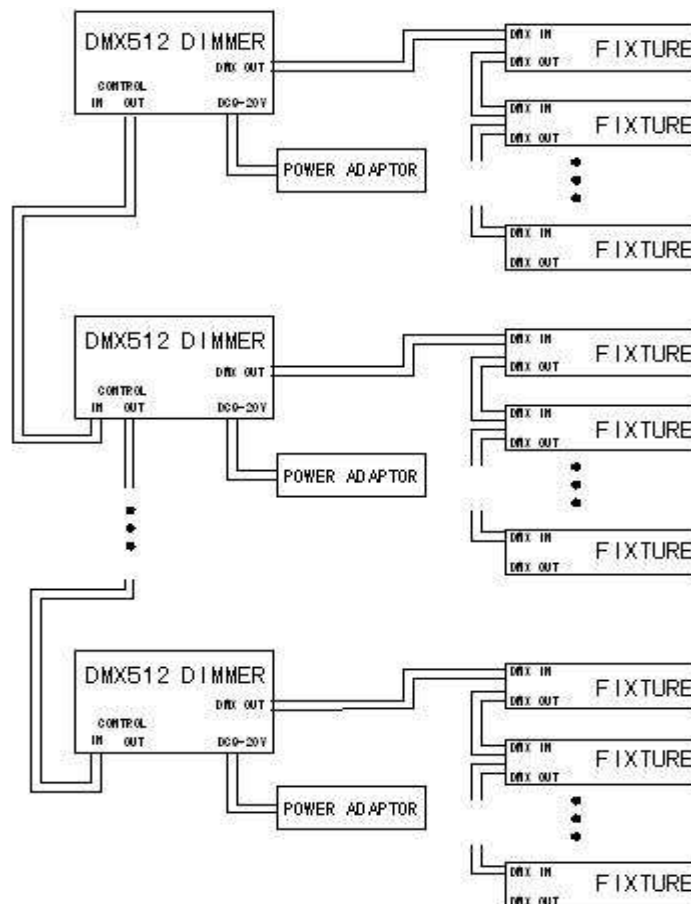 DMX512 DIMMER
DMX OUT
CONTROL
IN OUT
DC9-20V
POWER ADAPTOR
DMX IN
DMX OUT
FIXTURE
DMX IN
DMX OUT
FIXTURE
DMX IN
DMX OUT
FIXTURE
DMX512 DIMMER
DMX OUT
CONTROL
IN OUT
DC9-20V
POWER ADAPTOR
DMX IN
DMX OUT
FIXTURE
DMX IN
DMX OUT
FIXTURE
DMX IN
DMX OUT
FIXTURE
DMX512 DIMMER
DMX OUT
CONTROL
IN OUT
DC9-20V
POWER ADAPTOR
DMX IN
DMX OUT
FIXTURE
DMX IN
DMX OUT
FIXTURE
DMX IN
DMX OUT
FIXTURE